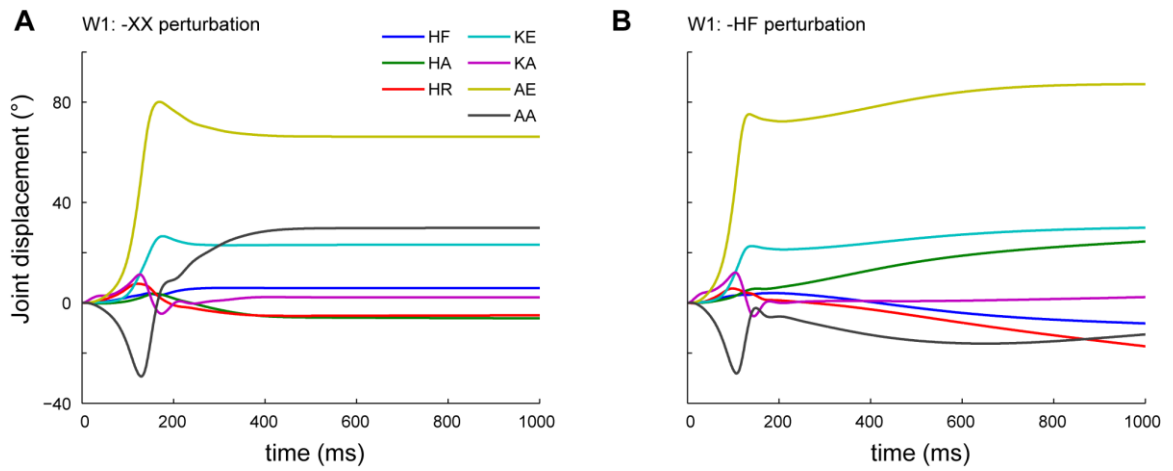 A
W1: -XX perturbation
HF
KE
HA
KA
HR
AE
AA
Joint displacement (°)
80
40
0
−40
0
200
400
600
800
1000
time (ms)
B
W1: -HF perturbation
0
200
400
600
800
1000
time (ms)